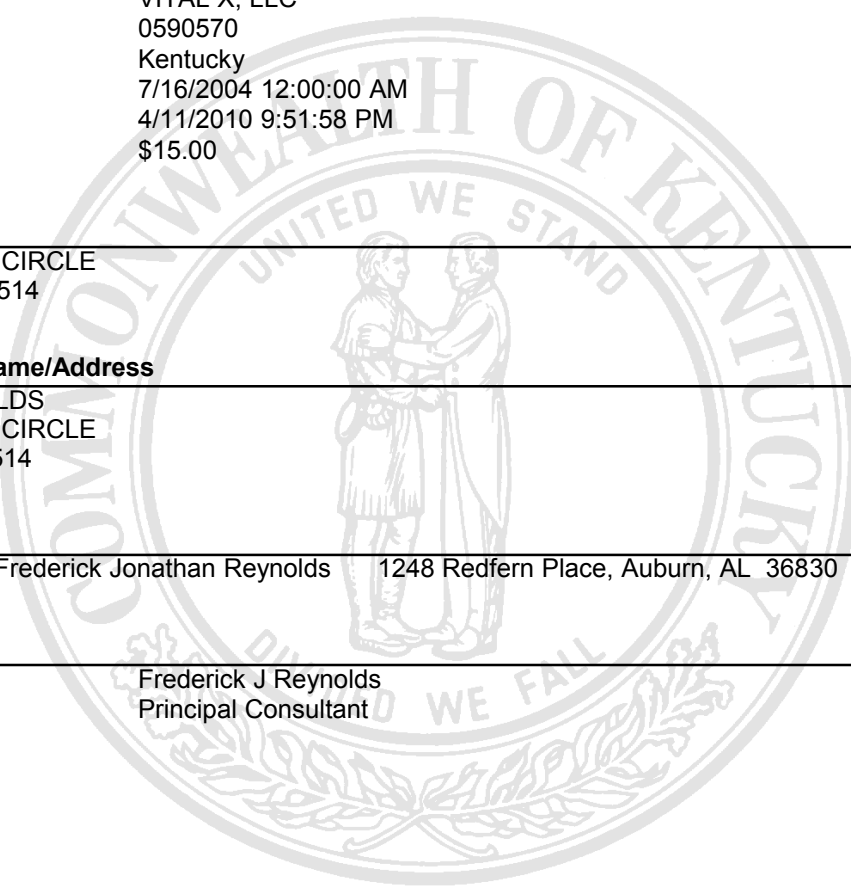 VITAL X, LLC
0590570
Kentucky
7/16/2004 12:00:00 AM
4/11/2010 9:51:58 PM
$15.00
COMMONWEALTH OF KENTUCKY
UNITED WE STAND
CIRCLE
514
ame/Address
LDS
CIRCLE
514
Frederick Jonathan Reynolds 1248 Redfern Place, Auburn, AL 36830
Frederick J Reynolds
Principal Consultant
DIVIDED WE FALL